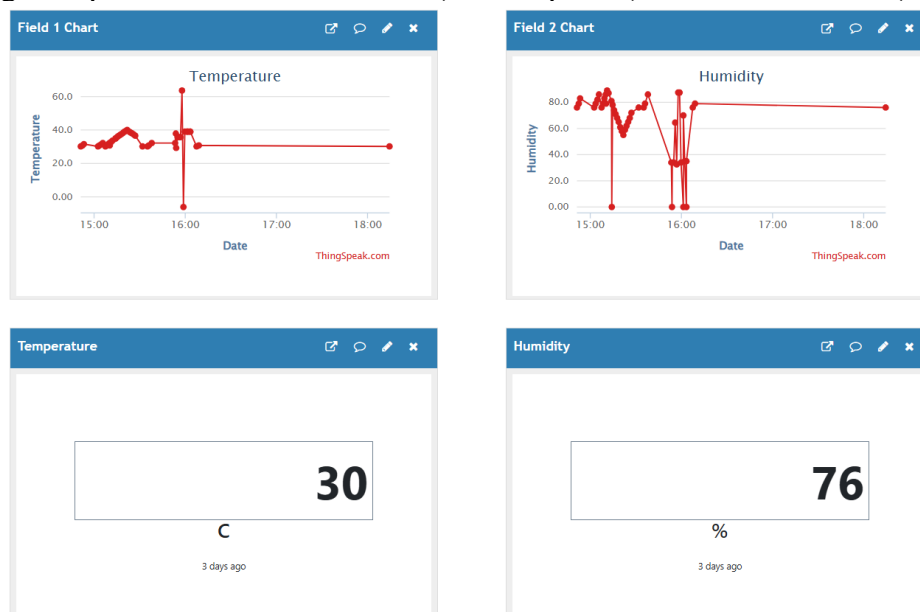 Field 1 Chart
Temperature
60.0
40.0
20.0
0.00
Temperature
15:00 16:00 17:00 18:00
Date
ThingSpeak.com
Field 2 Chart
Humidity
80.0
60.0
40.0
20.0
0.00
Humidity
15:00 16:00 17:00 18:00
Date
ThingSpeak.com
Temperature
30
C
3 days ago
Humidity
76
%
3 days ago